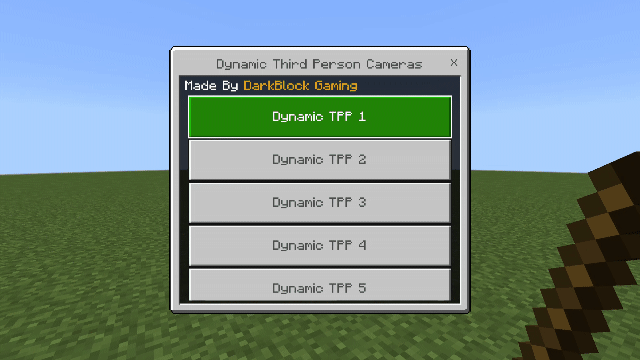 Dynamic Third Person Cameras
Made By DarkBlock Gaming
Dynamic TPP 1
Dynamic TPP 2
Dynamic TPP 3
Dynamic TPP 4
Dynamic TPP 5